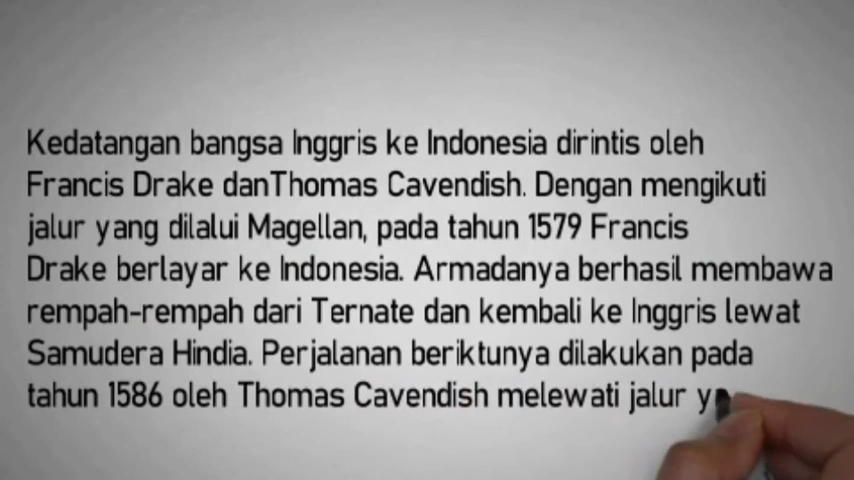 Kedatangan bangsa Inggris ke Indonesia dirintis oleh
Francis Drake danThomas Cavendish. Dengan mengikuti
jalur yang dilalui Magellan, pada tahun 1579 Francis
Drake berlayar ke Indonesia. Armadanya berhasil membawa
rempah-rempah dari Ternate dan kembali ke Inggris lewat
Samudera Hindia. Perjalanan beriktunya dilakukan pada
tahun 1586 oleh Thomas Cavendish melewati jalur